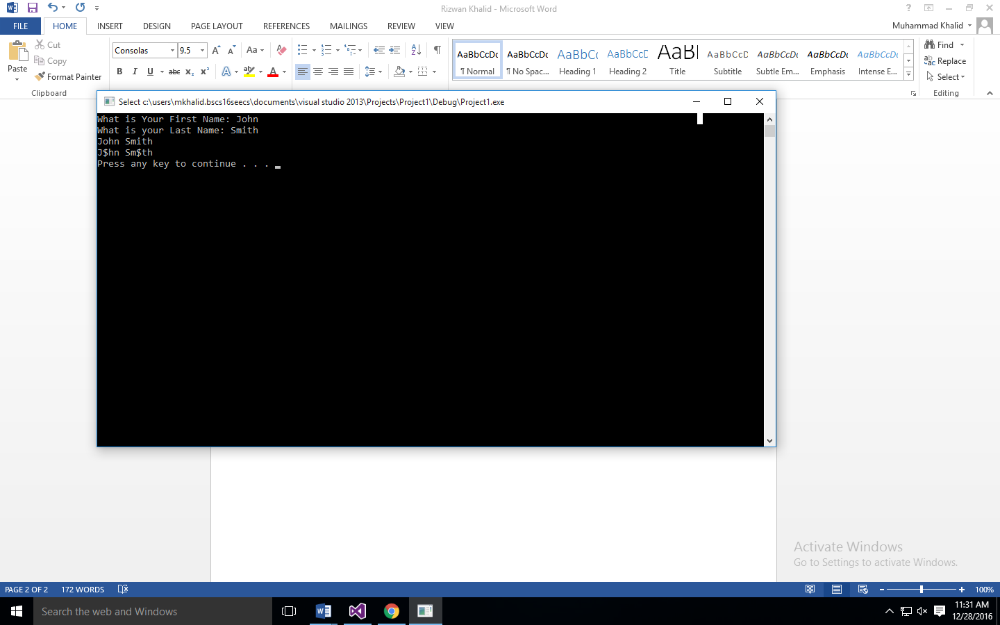 Rizwan Khalid - Microsoft Word
?
FILE HOME INSERT DESIGN PAGE LAYOUT REFERENCES MAILINGS REVIEW VIEW
Muhammad Khalid
Paste
Cut
Copy
Format Painter
Clipboard
Consolas 9.5 Aa
B I U abc x₂ x²
AaBbCcDc AaBbCcDc AaBbCc AaBbCcD AaB AaBbCcD AaBbCcDc AaBbCcDc AaBbCcDc
¶ Normal ¶ No Spac... Heading 1 Heading 2 Title Subtitle Subtle Em... Emphasis Intense E...
Find
Replace
Select
Editing
Select c:\users\mkhalid.bscs16seecs\documents\visual studio 2013\Projects\Project1\Debug\Project1.exe
What is Your First Name: John
What is your Last Name: Smith
John Smith
J$hn Sm$th
Press any key to continue . . .
Activate Windows
Go to Settings to activate Windows.
PAGE 2 OF 2 172 WORDS
100%
Search the web and Windows
11:31 AM
12/28/2016